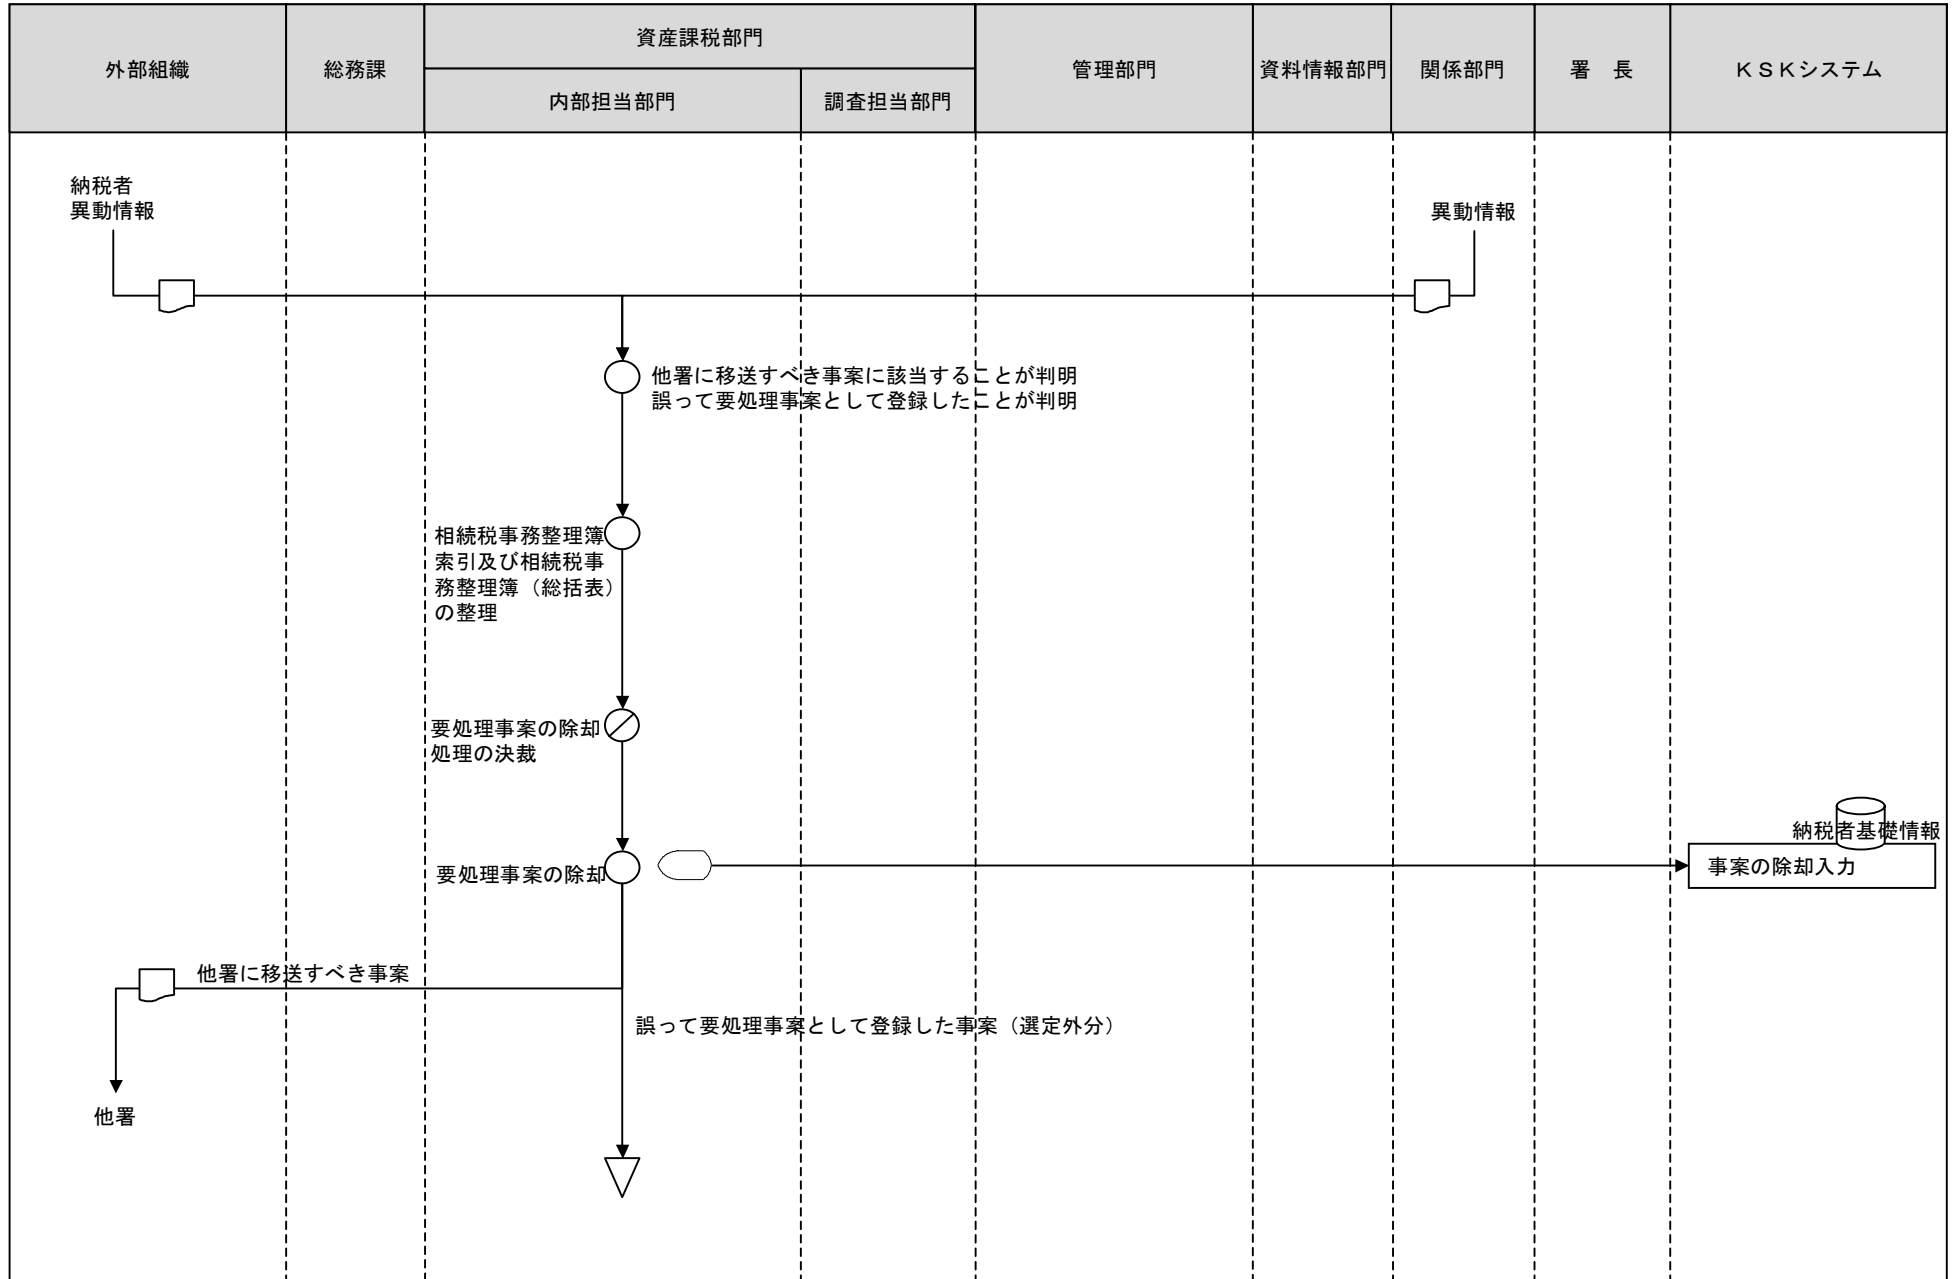 外部組織
総務課
資産課税部門
内部担当部門
調査担当部門
管理部門
資料情報部門
関係部門
署　長
ＫＳＫシステム
納税者
異動情報
異動情報
他署に移送すべき事案に該当することが判明
誤って要処理事案として登録したことが判明
相続税事務整理簿
索引及び相続税事
務整理簿（総括表）
の整理
要処理事案の除却
処理の決裁
納税者基礎情報
要処理事案の除却
事案の除却入力
他署に移送すべき事案
誤って要処理事案として登録した事案（選定外分）
他署